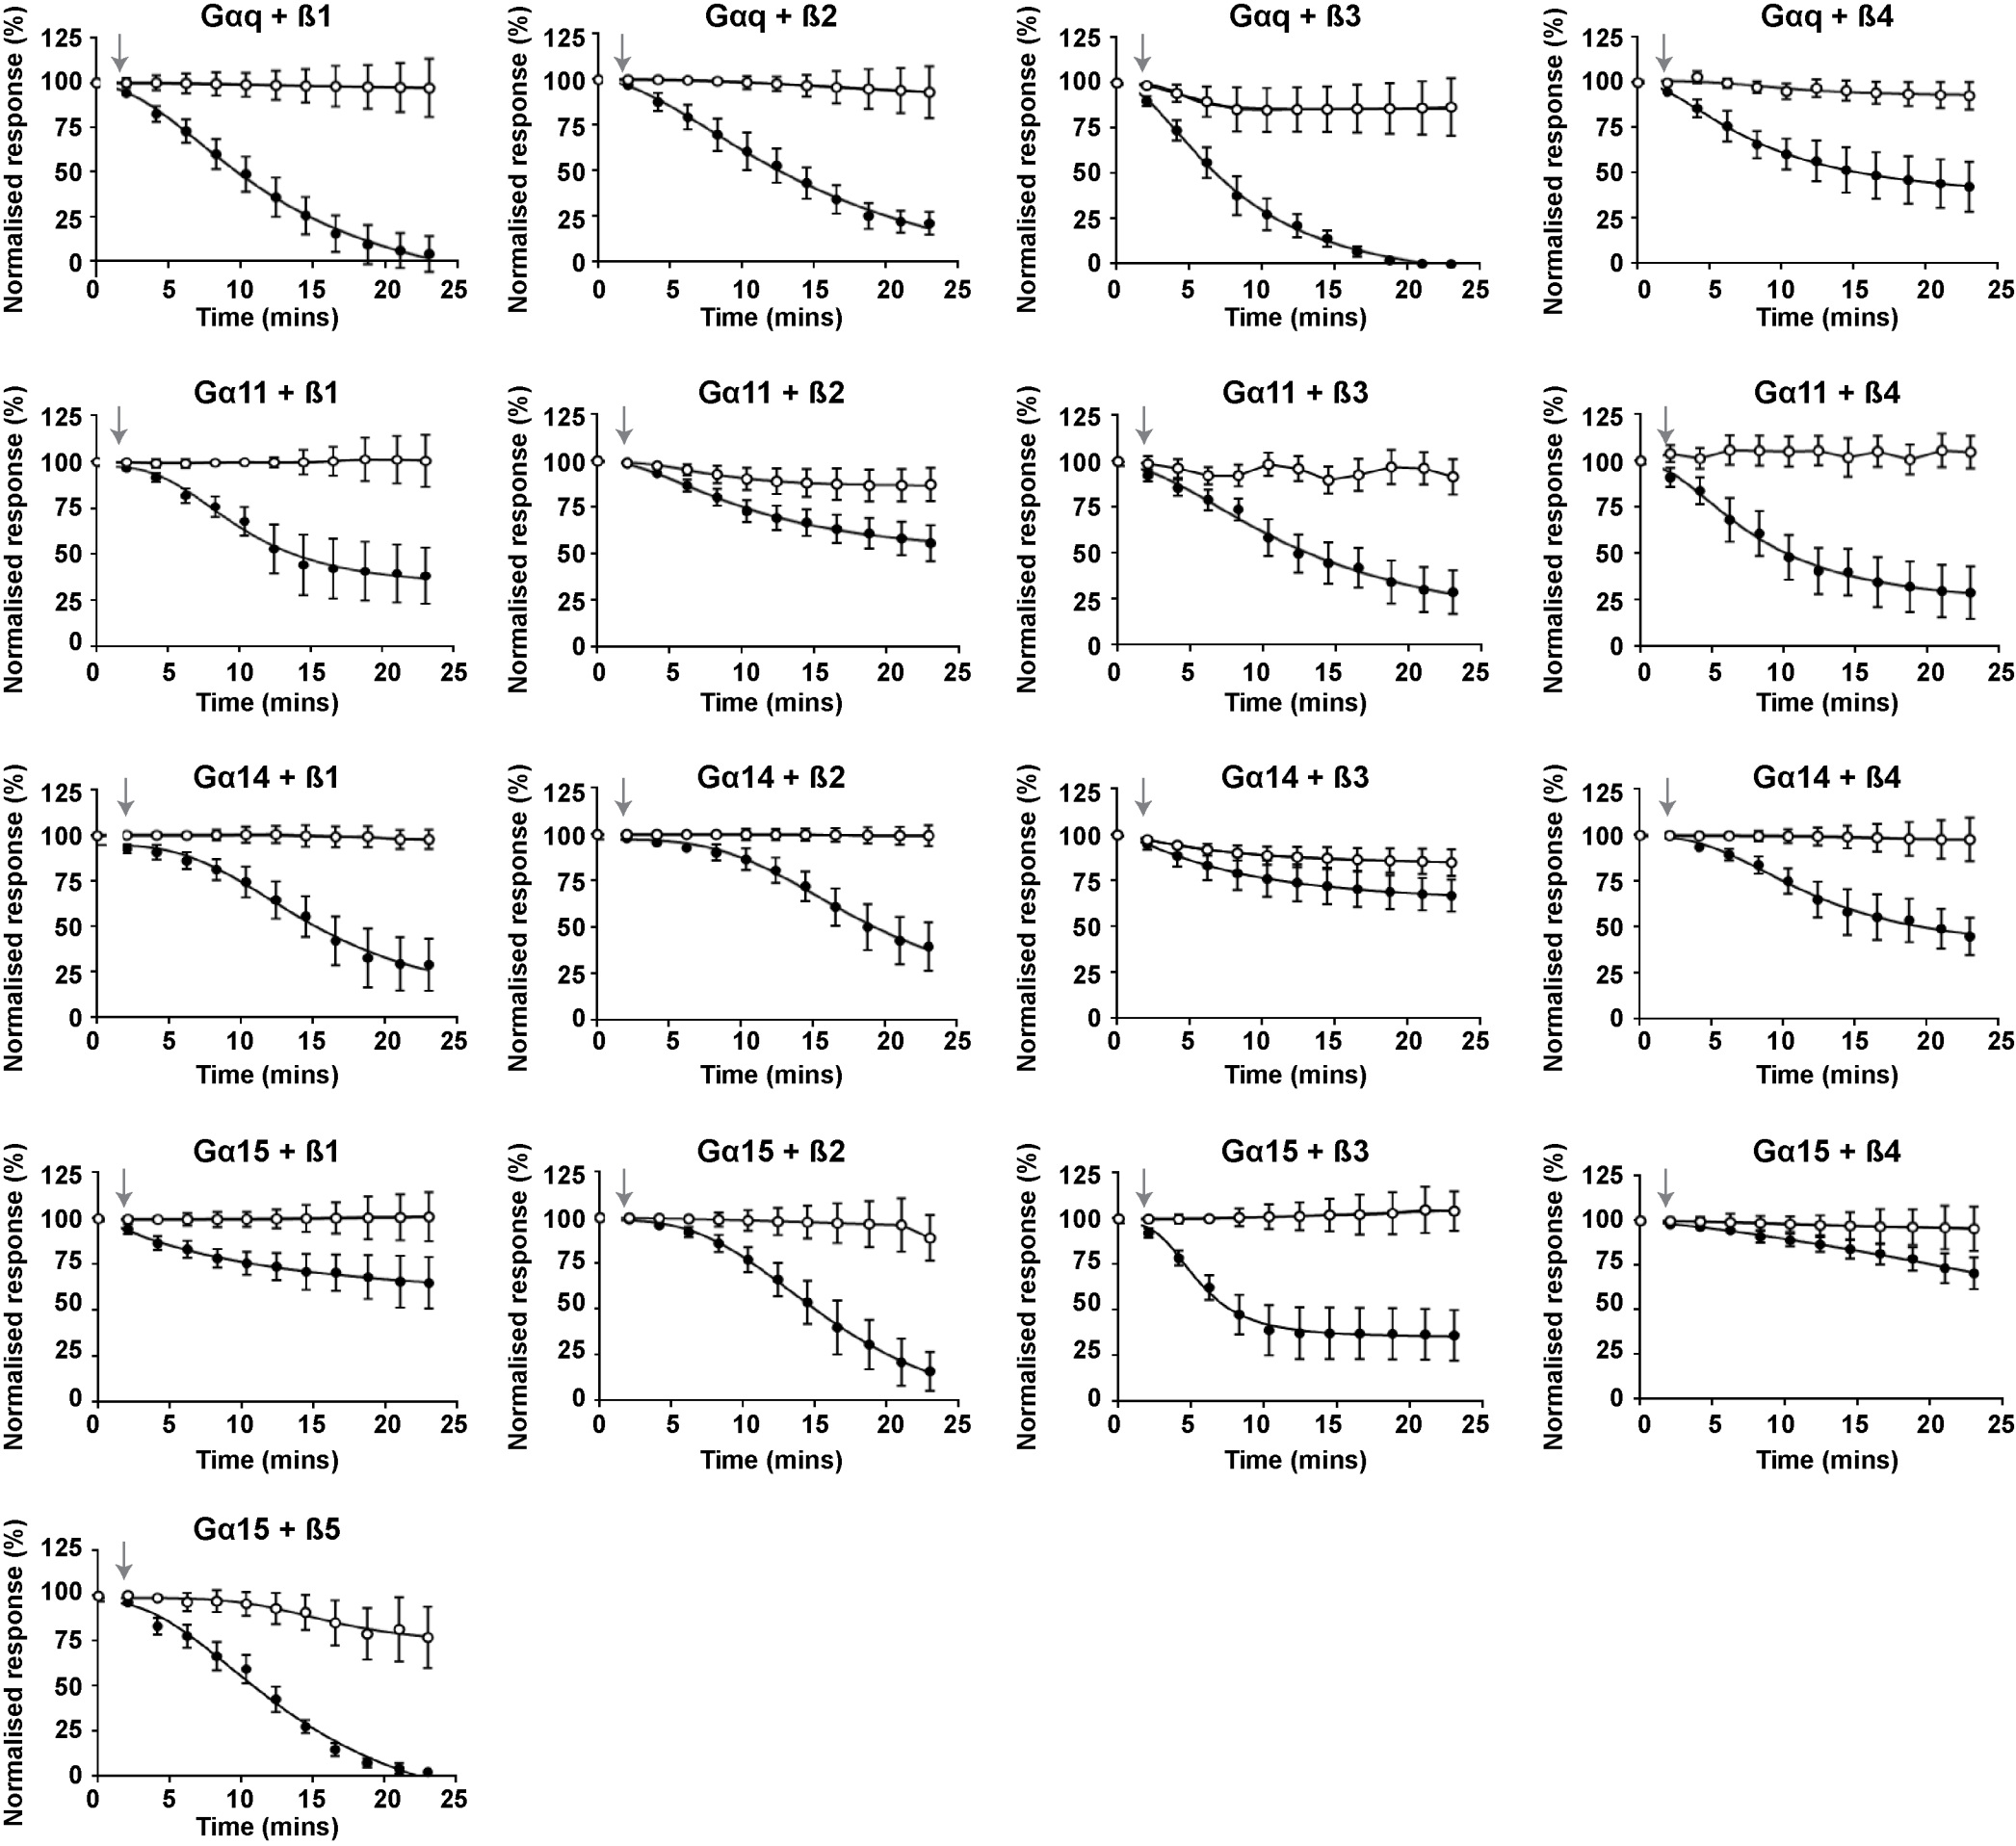 Gαq + ß1
Normalised response (%)
125
100
75
50
25
0
0 5 10 15 20 25
Time (mins)
Gαq + ß2
Normalised response (%)
125
100
75
50
25
0
0 5 10 15 20 25
Time (mins)
Gαq + ß3
Normalised response (%)
125
100
75
50
25
0
0 5 10 15 20 25
Time (mins)
Gαq + ß4
Normalised response (%)
125
100
75
50
25
0
0 5 10 15 20 25
Time (mins)
Gα11 + ß1
Normalised response (%)
125
100
75
50
25
0
0 5 10 15 20 25
Time (mins)
Gα11 + ß2
Normalised response (%)
125
100
75
50
25
0
0 5 10 15 20 25
Time (mins)
Gα11 + ß3
Normalised response (%)
125
100
75
50
25
0
0 5 10 15 20 25
Time (mins)
Gα11 + ß4
Normalised response (%)
125
100
75
50
25
0
0 5 10 15 20 25
Time (mins)
Gα14 + ß1
Normalised response (%)
125
100
75
50
25
0
0 5 10 15 20 25
Time (mins)
Gα14 + ß2
Normalised response (%)
125
100
75
50
25
0
0 5 10 15 20 25
Time (mins)
Gα14 + ß3
Normalised response (%)
125
100
75
50
25
0
0 5 10 15 20 25
Time (mins)
Gα14 + ß4
Normalised response (%)
125
100
75
50
25
0
0 5 10 15 20 25
Time (mins)
Gα15 + ß1
Normalised response (%)
125
100
75
50
25
0
0 5 10 15 20 25
Time (mins)
Gα15 + ß2
Normalised response (%)
125
100
75
50
25
0
0 5 10 15 20 25
Time (mins)
Gα15 + ß3
Normalised response (%)
125
100
75
50
25
0
0 5 10 15 20 25
Time (mins)
Gα15 + ß4
Normalised response (%)
125
100
75
50
25
0
0 5 10 15 20 25
Time (mins)
Gα15 + ß5
Normalised response (%)
125
100
75
50
25
0
0 5 10 15 20 25
Time (mins)